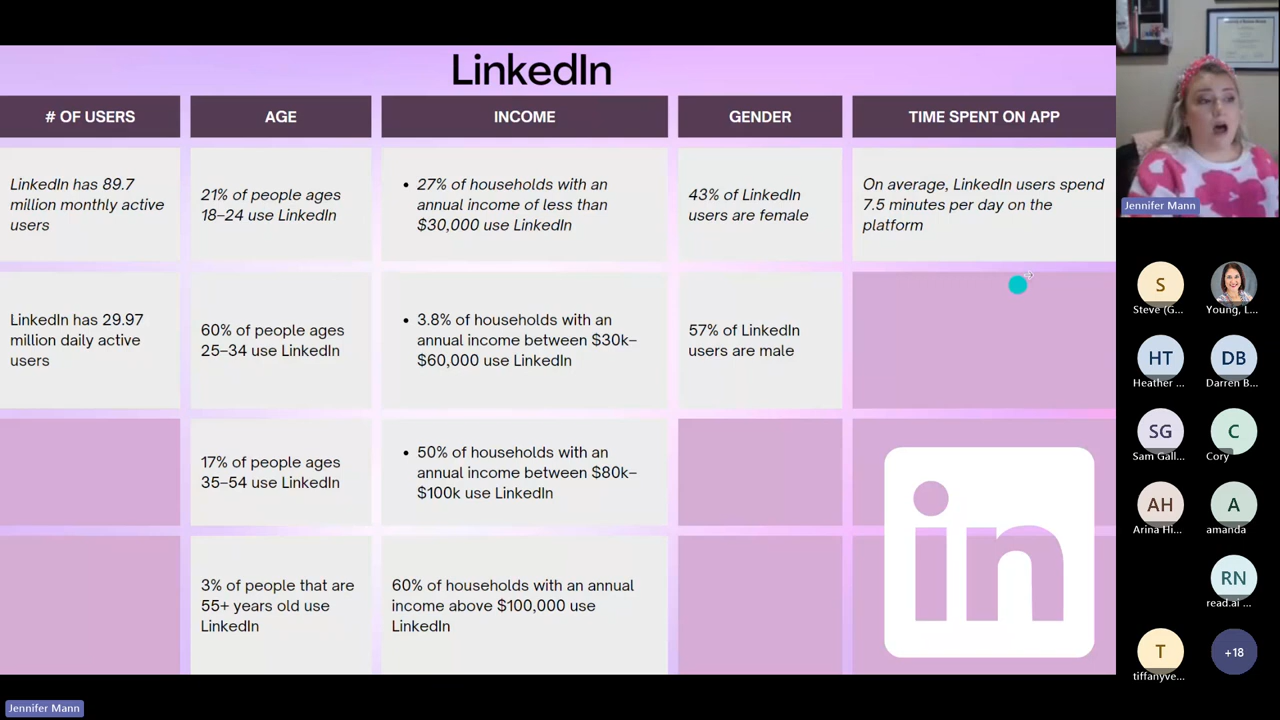 LinkedIn
# OF USERS
AGE
INCOME
GENDER
TIME SPENT ON APP
LinkedIn has 89.7
million monthly active
users
21% of people ages
18–24 use LinkedIn
• 27% of households with an
annual income of less than
$30,000 use LinkedIn
43% of LinkedIn
users are female
On average, LinkedIn users spend
7.5 minutes per day on the
platform
LinkedIn has 29.97
million daily active
users
60% of people ages
25–34 use LinkedIn
• 3.8% of households with an
annual income between $30k–
$60,000 use LinkedIn
57% of LinkedIn
users are male
17% of people ages
35–54 use LinkedIn
• 50% of households with an
annual income between $80k–
$100k use LinkedIn
3% of people that are
55+ years old use
LinkedIn
60% of households with an annual
income above $100,000 use
LinkedIn
in
Jennifer Mann
S
Steve (G...
Young, L...
HT
Heather ...
DB
Darren B...
SG
Sam Gall...
C
Cory
AH
Arina Hi...
A
amanda
RN
read.ai ...
T
tiffanyve...
+18
Jennifer Mann